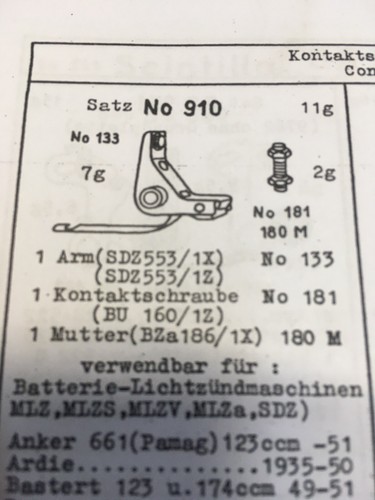 Kontakts
Con
Satz No 910 11g
No 133
7g 2g
No 181
180 M
1 Arm(SDZ553/1X) No 133
(SDZ553/1Z)
1 Kontaktschraube No 181
(BU 160/1Z)
1 Mutter(BZa186/1X) 180 M
verwendbar für :
Batterie-Lichtzündmaschinen
MLZ,MLZS,MLZV,MLZa,SDZ)
Anker 661(Pamag)123ccm -51
Ardie..............1935-50
Bastert 123 u.174ccm 49-51